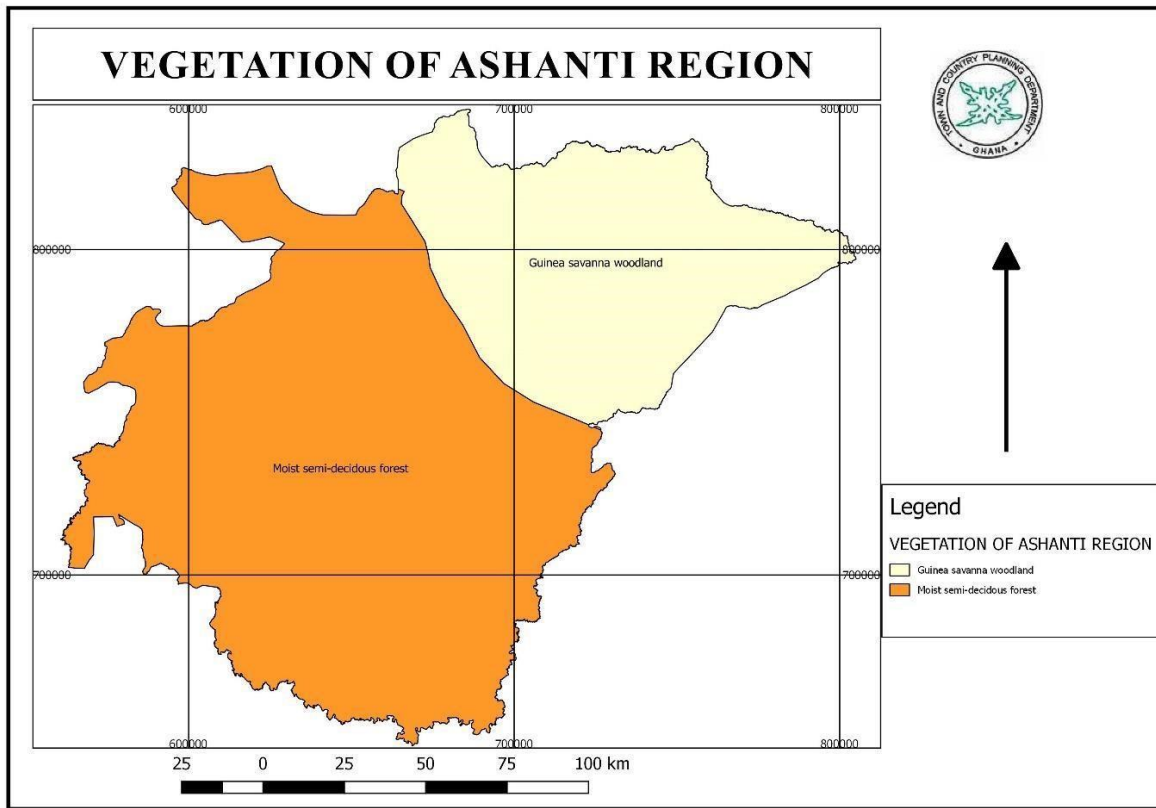 VEGETATION OF ASHANTI REGION
600000 700000 800000
TOWN AND COUNTRY PLANNING DEPARTMENT
• GHANA •
800000 800000
Guinea savanna woodland
Moist semi-decidous forest
Legend
VEGETATION OF ASHANTI REGION
Guinea savanna woodland
Moist semi-decidous forest
700000 700000
600000 700000 800000
25 0 25 50 75 100 km